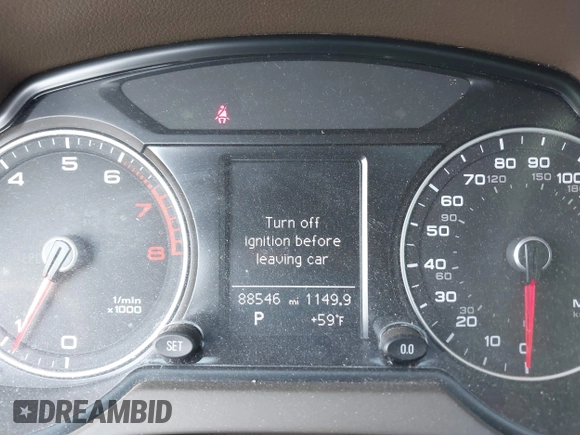 4 5 6 7 8
1/min
x1000
1 0
SET
Turn off
ignition before
leaving car
88546 mi 1149.9
P +59°F
0.0
0 10 20 30 40 50 60 70 80 90 100
30 60 90 120 150 180
DREAMBID